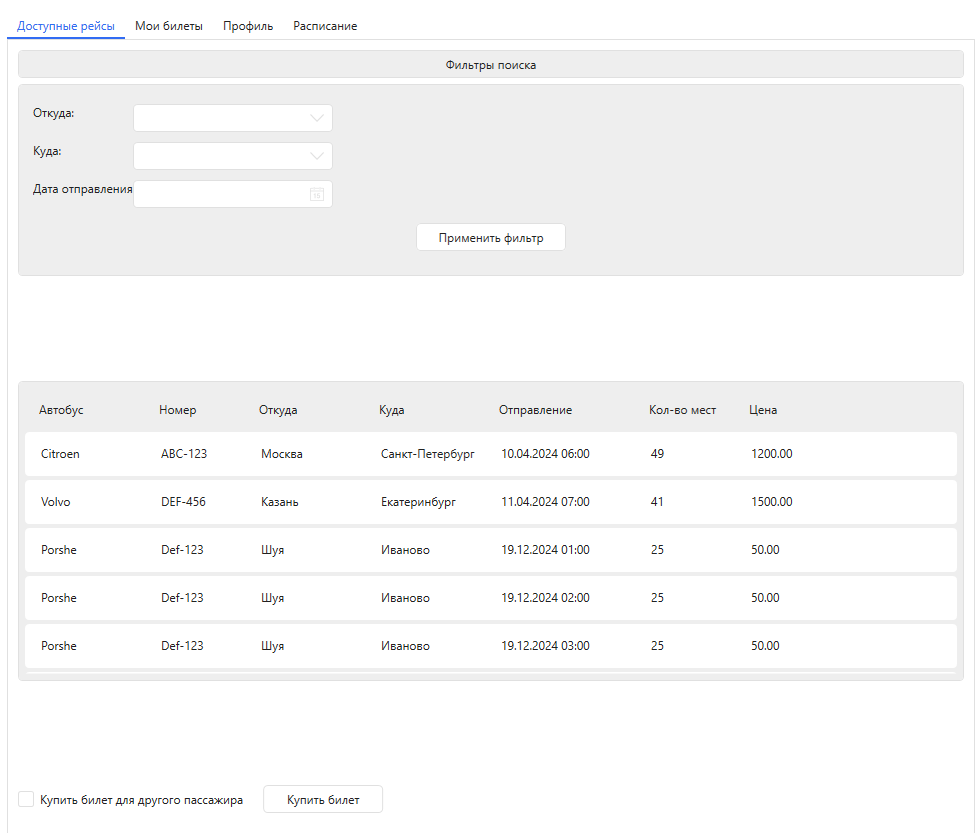 Доступные рейсы Мои билеты Профиль Расписание
Фильтры поиска
Откуда:
Куда:
Дата отправления
15
Применить фильтр
Автобус Номер Откуда Куда Отправление Кол-во мест Цена
Citroen ABC-123 Москва Санкт-Петербург 10.04.2024 06:00 49 1200.00
Volvo DEF-456 Казань Екатеринбург 11.04.2024 07:00 41 1500.00
Porshe Def-123 Шуя Иваново 19.12.2024 01:00 25 50.00
Porshe Def-123 Шуя Иваново 19.12.2024 02:00 25 50.00
Porshe Def-123 Шуя Иваново 19.12.2024 03:00 25 50.00
Купить билет для другого пассажира Купить билет